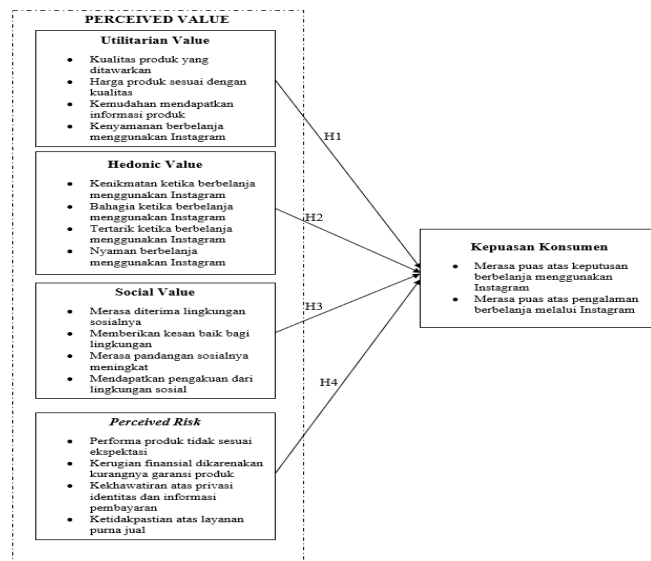 PERCEIVED VALUE
Utilitarian Value
• Kualitas produk yang
ditawarkan
• Harga produk sesuai dengan
kualitas
• Kemudahan mendapatkan
informasi produk
• Kenyamanan berbelanja
menggunakan Instagram
H1
Hedonic Value
• Kenikmatan ketika berbelanja
menggunakan Instagram
• Bahagia ketika berbelanja
menggunakan Instagram
• Tertarik ketika berbelanja
menggunakan Instagram
• Nyaman berbelanja
menggunakan Instagram
H2
Social Value
• Merasa diterima lingkungan
sosialnya
• Memberikan kesan baik bagi
lingkungan
• Merasa pandangan sosialnya
meningkat
• Mendapatkan pengakuan dari
lingkungan sosial
H3
Perceived Risk
• Performa produk tidak sesuai
ekspektasi
• Kerugian finansial dikarenakan
kurangnya garansi produk
• Kekhawatiran atas privasi
identitas dan informasi
pembayaran
• Ketidakpastian atas layanan
purna jual
H4
Kepuasan Konsumen
• Merasa puas atas keputusan
berbelanja menggunakan
Instagram
• Merasa puas atas pengalaman
berbelanja melalui Instagram